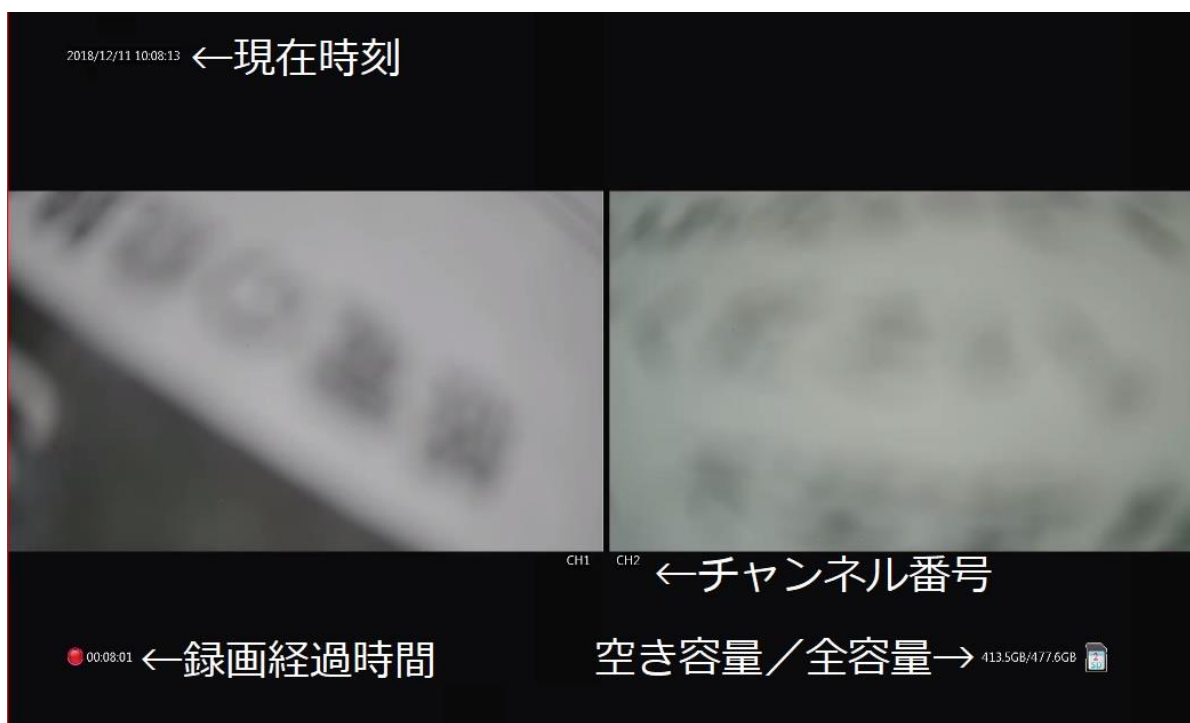 2018/12/11 10:08:13 ←現在時刻
CH1 CH2 ←チャンネル番号
00:08:01 ←録画経過時間
空き容量／全容量→ 413.5GB/477.6GB
2
SD